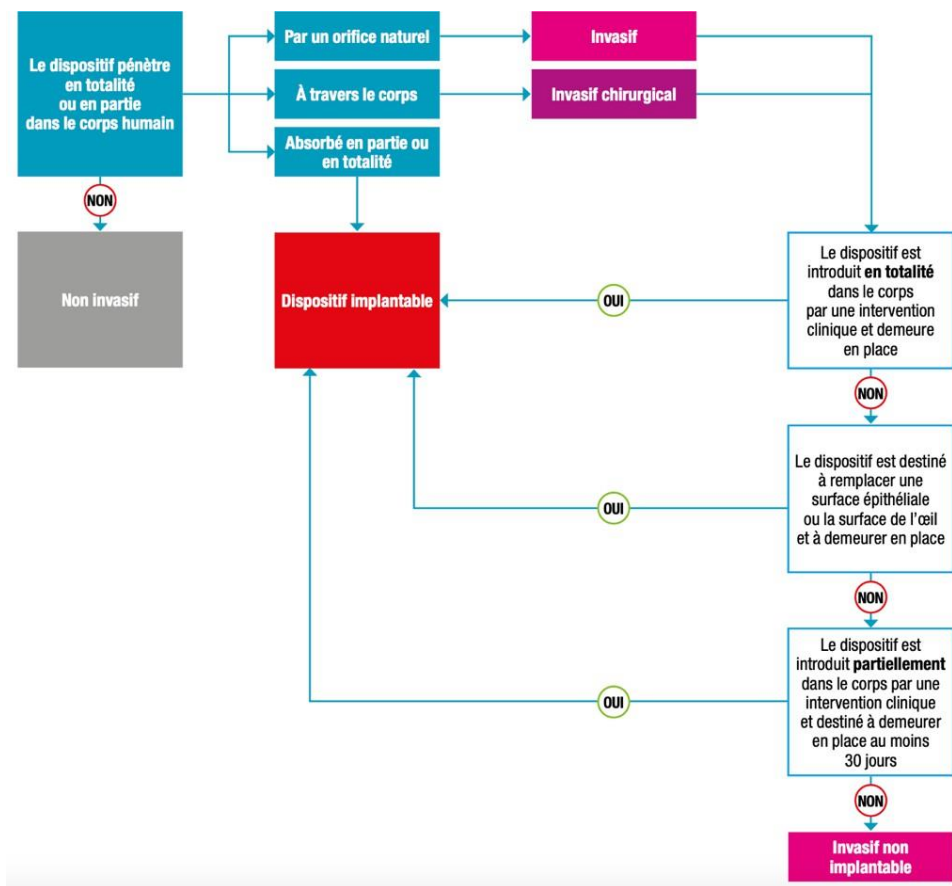 Le dispositif pénètre
en totalité
ou en partie
dans le corps humain
Par un orifice naturel
Invasif
À travers le corps
Invasif chirurgical
Absorbé en partie ou
en totalité
NON
Non invasif
Dispositif implantable
OUI
Le dispositif est
introduit en totalité
dans le corps
par une intervention
clinique et demeure
en place
NON
OUI
Le dispositif est destiné
à remplacer une
surface épithéliale
ou la surface de l'œil
et à demeurer en place
NON
OUI
Le dispositif est
introduit partiellement
dans le corps par une
intervention clinique
et destiné à demeurer
en place au moins
30 jours
NON
Invasif non
implantable